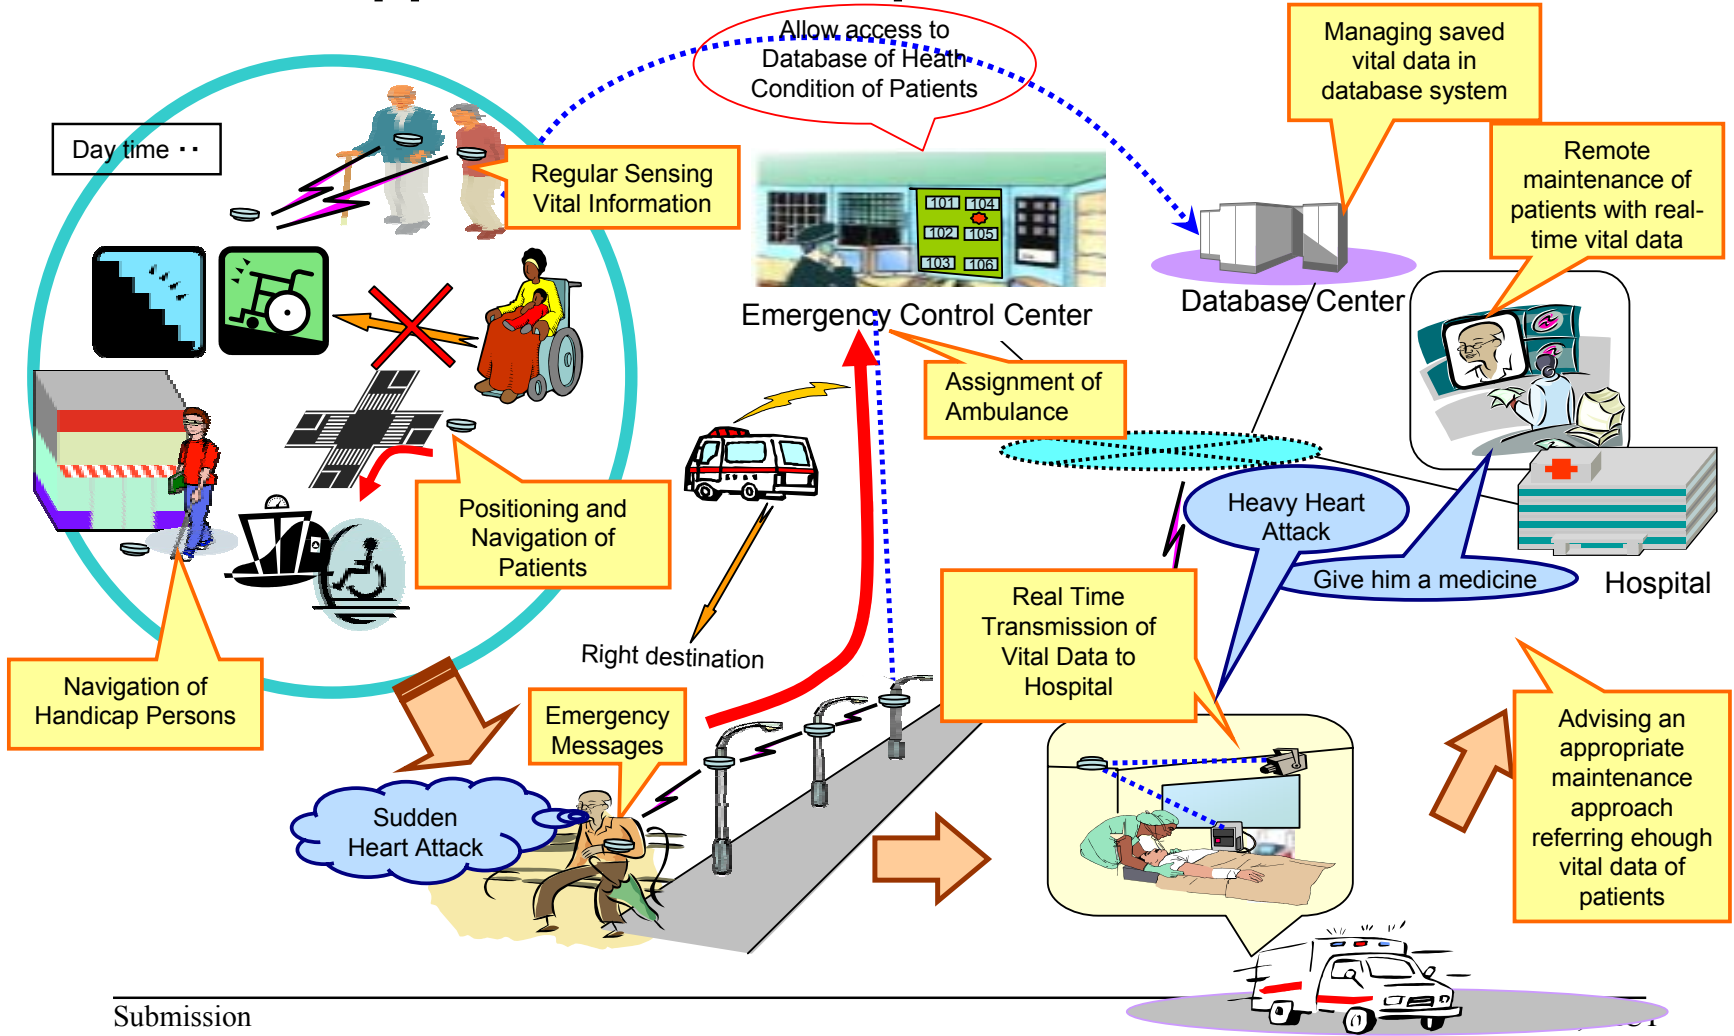 Allow access to
Database of Heath
Condition of Patients
Managing saved
vital data in
database system
Day time ‥
Regular Sensing
Vital Information
Remote
maintenance of
patients with real-
time vital data
101 104
102 105
103 106
Emergency Control Center
Database Center
Assignment of
Ambulance
Positioning and
Navigation of
Patients
Heavy Heart
Attack
Give him a medicine
Hospital
Right destination
Real Time
Transmission of
Vital Data to
Hospital
Navigation of
Handicap Persons
Emergency
Messages
Sudden
Heart Attack
Advising an
appropriate
maintenance
approach
referring ehough
vital data of
patients
Submission